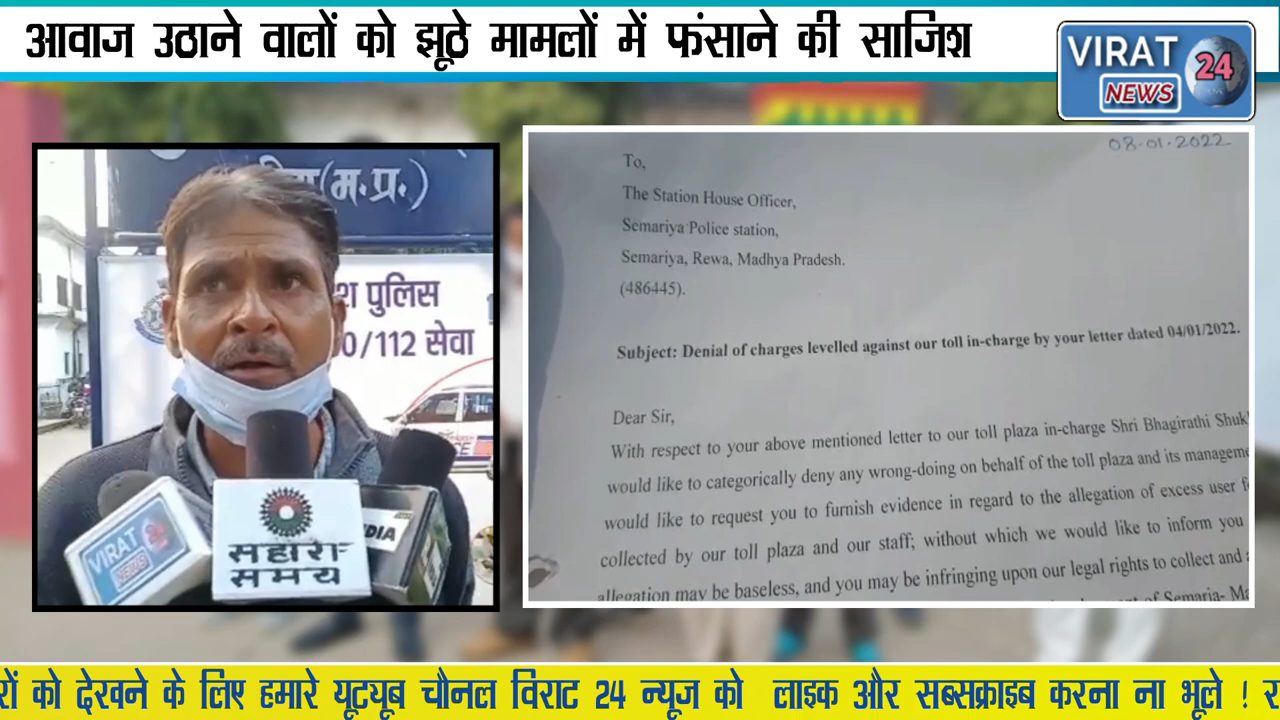 आवाज उठाने वालों को झूठे मामलों में फंसाने की साजिश
VIRAT
24
NEWS
(म.प्र.)
पुलिस
/112 सेवा
VIRAT
24
NEWS
सहारा
समय
08.01.2022
To,
The Station House Officer,
Semariya Police station,
Semariya, Rewa, Madhya Pradesh.
(486445).
Subject: Denial of charges levelled against our toll in-charge by your letter dated 04/01/2022.
Dear Sir,
With respect to your above mentioned letter to our toll plaza in-charge Shri Bhagirathi
would like to categorically deny any wrong-doing on behalf of the toll plaza and its
would like to request you to furnish evidence in regard to the allegation of excess user
collected by our toll plaza and our staff; without which we would like to inform you
allegation may be baseless, and you may be infringing upon our legal rights to collect and
of Semaria-
को देखने के लिए हमारे यूट्यूब चौनल विराट 24 न्यूज को लाइक और सब्सक्राइब करना ना भूले !